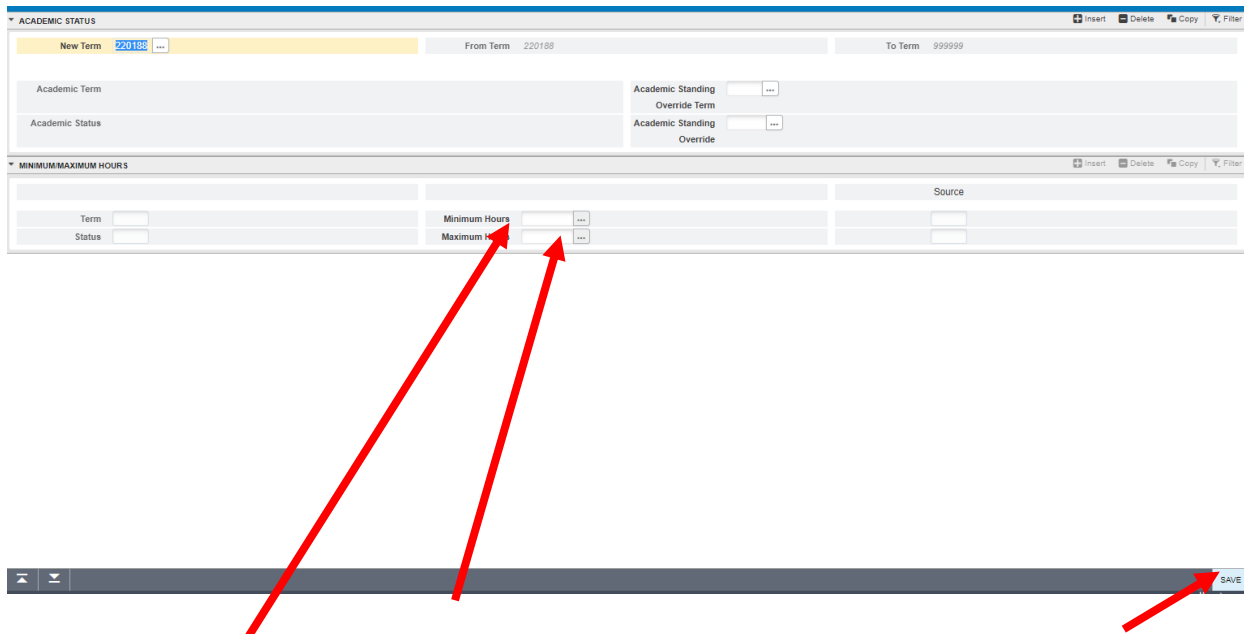 ACADEMIC STATUS Insert Delete Copy Filter
New Term 220188 ... From Term 220188 To Term 999999
Academic Term Academic Standing ...
Override Term
Academic Status Academic Standing ...
Override
MINIMUM/MAXIMUM HOURS Insert Delete Copy Filter
Source
Term Minimum Hours ...
Status Maximum ...
SAVE